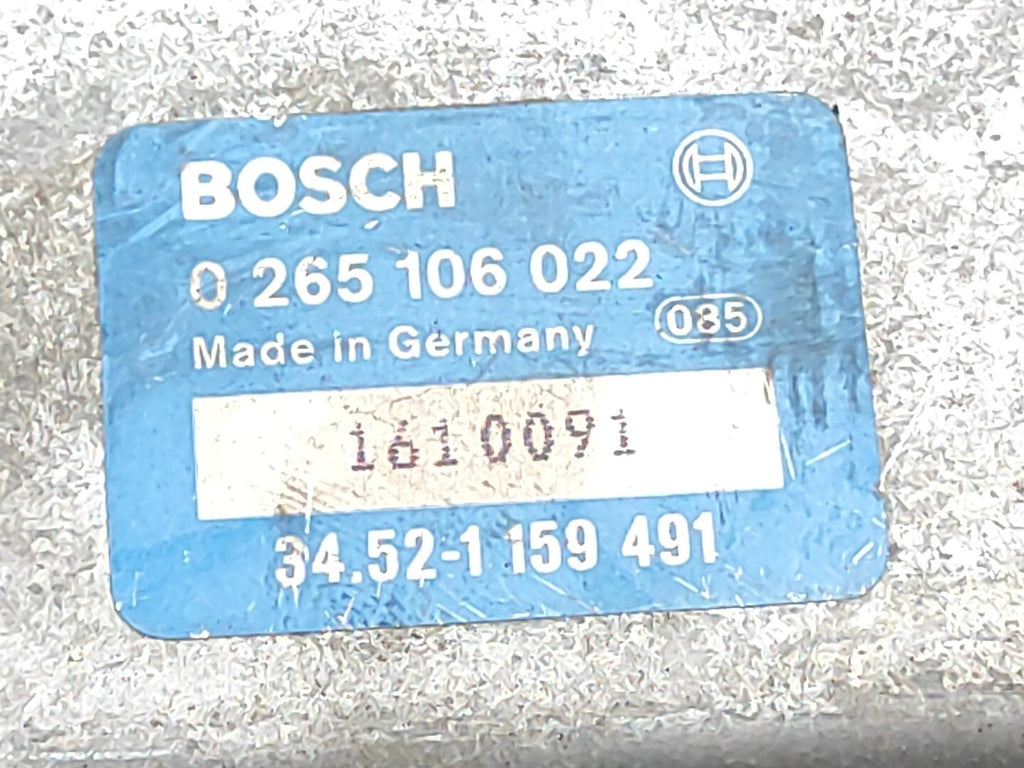 BOSCH
0 265 106 022
Made in Germany 085
1610091
34.52-1 159 491